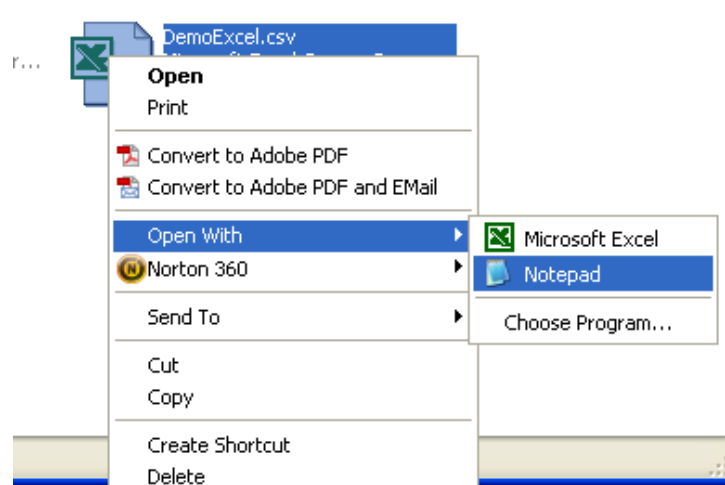 DemoExcel.csv
r...
Open
Print
Convert to Adobe PDF
Convert to Adobe PDF and EMail
Open With
Microsoft Excel
Norton 360
Notepad
Send To
Choose Program...
Cut
Copy
Create Shortcut
Delete